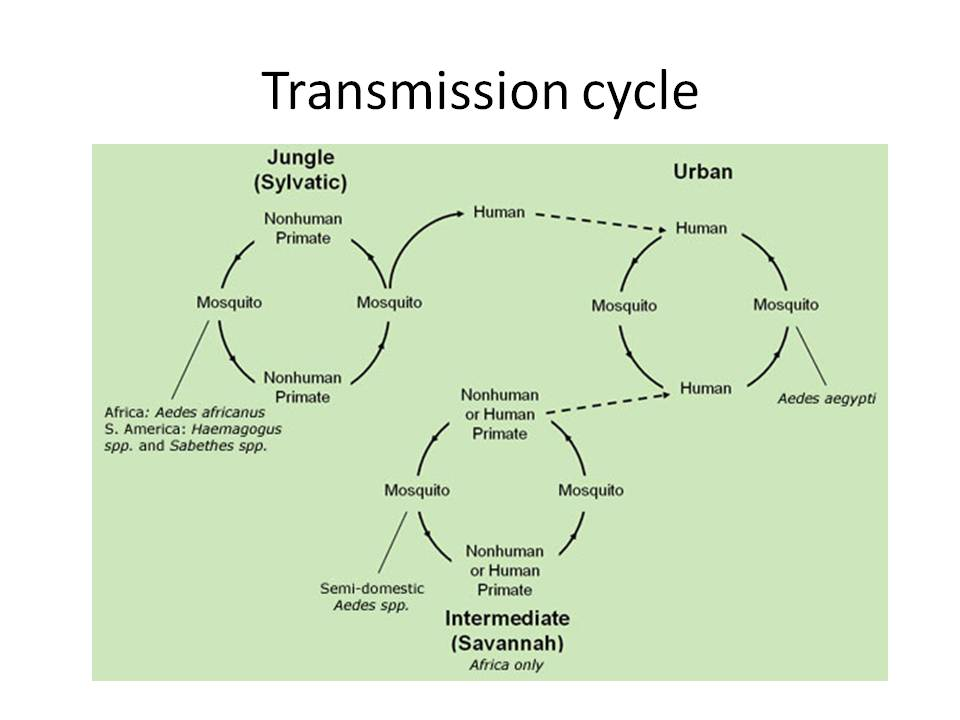 Transmission cycle
Jungle
(Sylvatic)
Urban
Nonhuman
Primate
Human
Human
Mosquito
Mosquito
Mosquito
Mosquito
Nonhuman
Primate
Human
Aedes aegypti
Africa: Aedes africanus
S. America: Haemagogus
spp. and Sabethes spp.
Nonhuman
or Human
Primate
Mosquito
Mosquito
Nonhuman
or Human
Primate
Semi-domestic
Aedes spp.
Intermediate
(Savannah)
Africa only